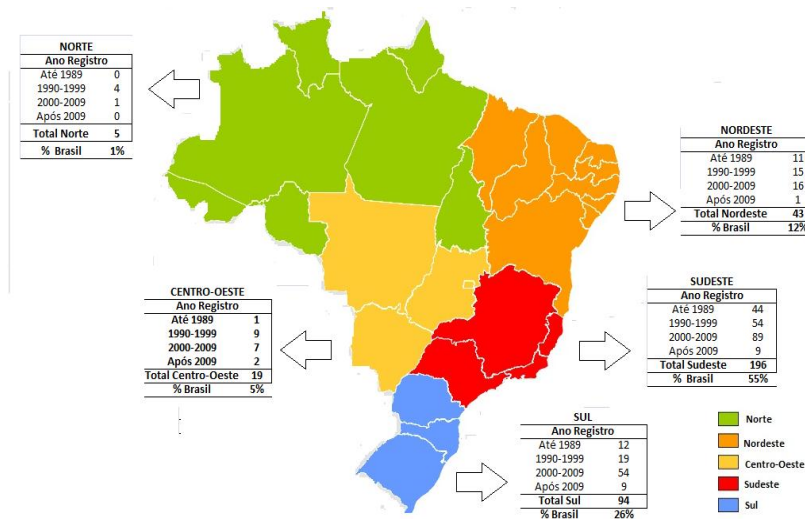 NORTE
Ano Registro
Até 1989 0
1990-1999 4
2000-2009 1
Após 2009 0
Total Norte 5
% Brasil 1%
NORDESTE
Ano Registro
Até 1989 11
1990-1999 15
2000-2009 16
Após 2009 1
Total Nordeste 43
% Brasil 12%
CENTRO-OESTE
Ano Registro
Até 1989 1
1990-1999 9
2000-2009 7
Após 2009 2
Total Centro-Oeste 19
% Brasil 5%
SUDESTE
Ano Registro
Até 1989 44
1990-1999 54
2000-2009 89
Após 2009 9
Total Sudeste 196
% Brasil 55%
SUL
Ano Registro
Até 1989 12
1990-1999 19
2000-2009 54
Após 2009 9
Total Sul 94
% Brasil 26%
Norte
Nordeste
Centro-Oeste
Sudeste
Sul